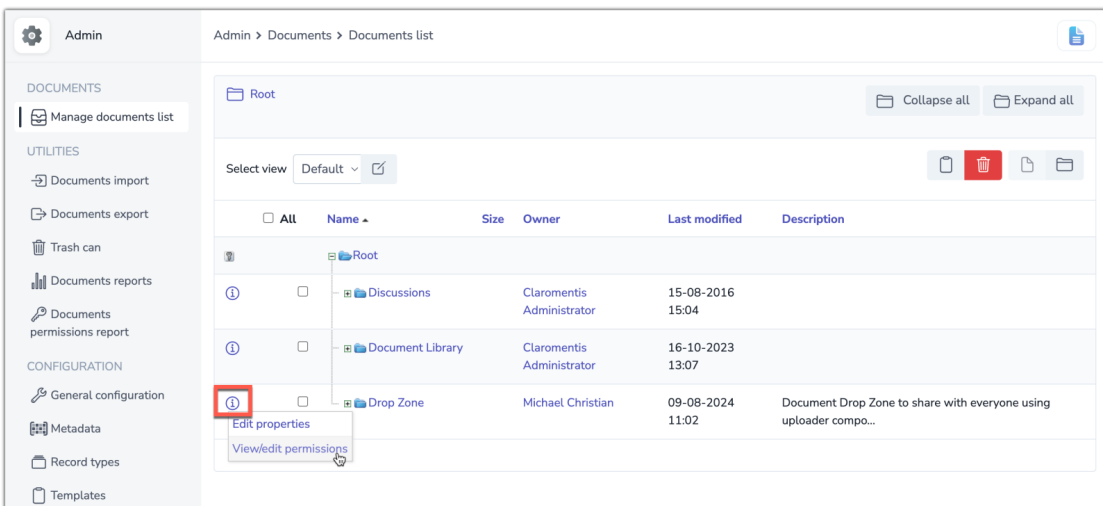 Admin
Admin > Documents > Documents list
DOCUMENTS
Manage documents list
UTILITIES
Documents import
Documents export
Trash can
Documents reports
Documents
permissions report
CONFIGURATION
General configuration
Metadata
Record types
Templates
Root
Collapse all
Expand all
Select view Default
All Name Size Owner Last modified Description
Root
Discussions Claromentis 15-08-2016
Administrator 15:04
Document Library Claromentis 16-10-2023
Administrator 13:07
Drop Zone Michael Christian 09-08-2024 Document Drop Zone to share with everyone using
11:02 uploader compo...
Edit properties
View/edit permissions